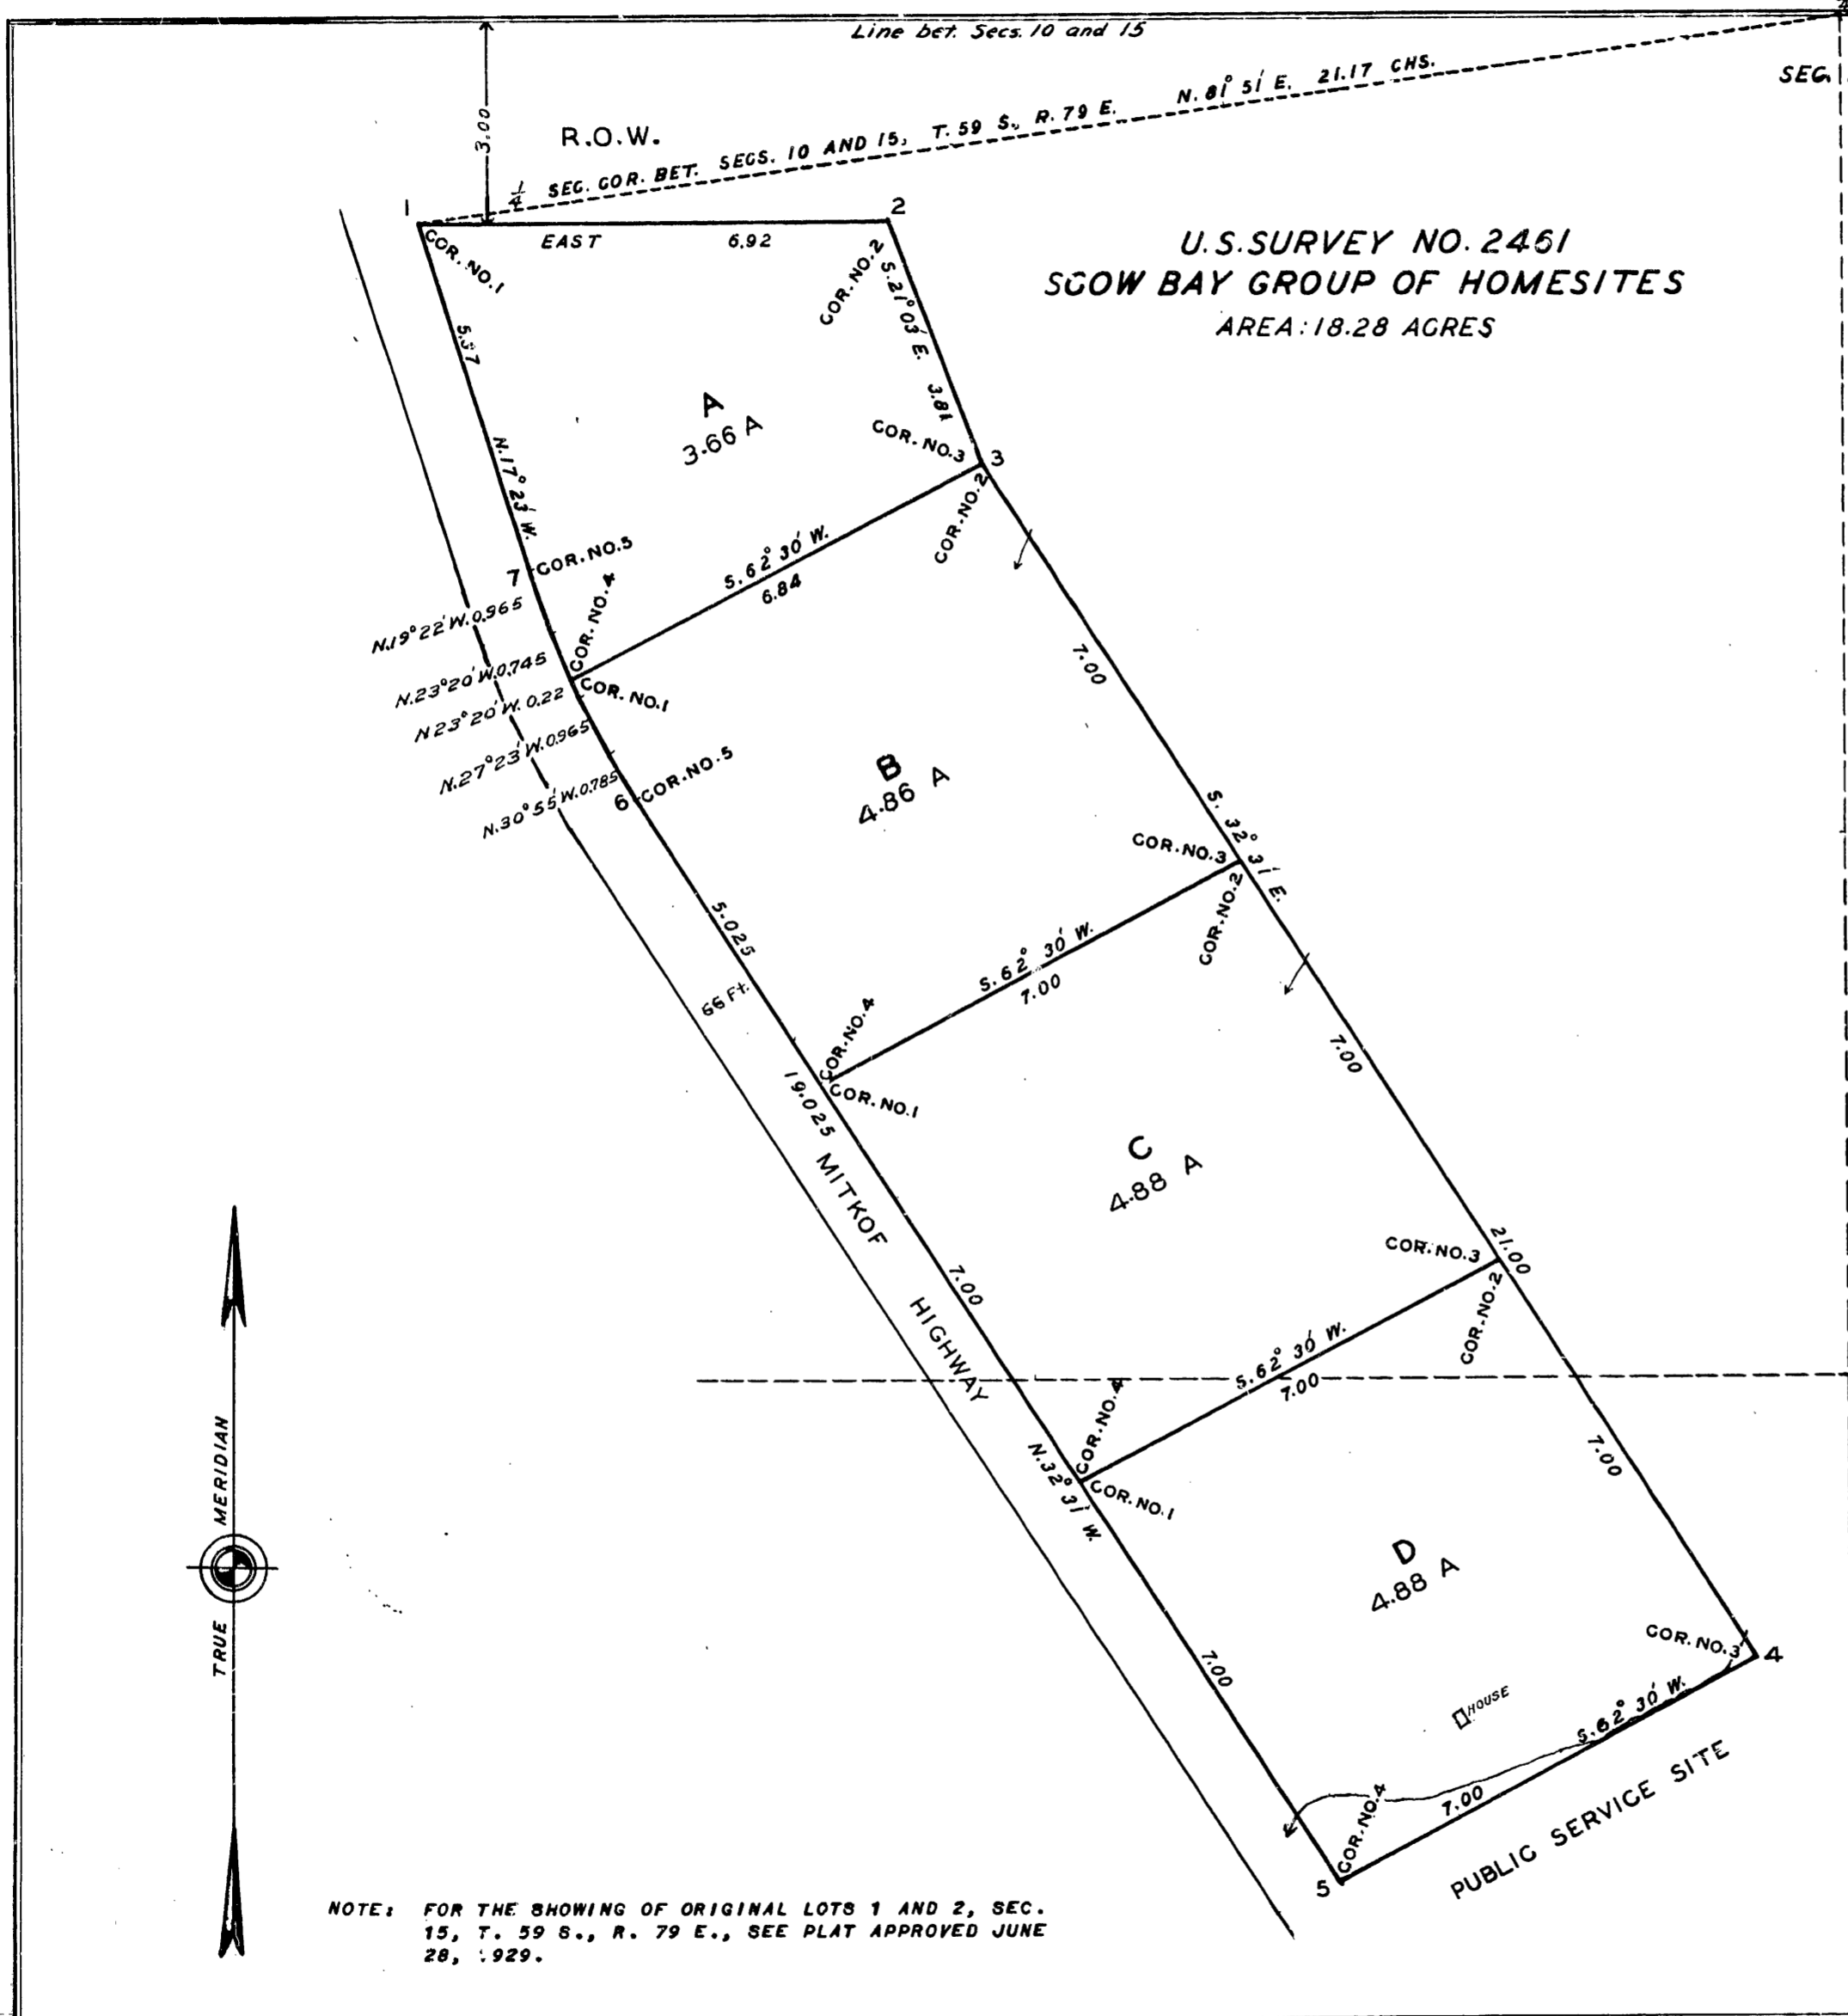 Line bet. Secs. 10 and 15
SEC.
N. 81° 51' E. 21.17 CHS.
1/4 SEC. COR. BET. SECS. 10 AND 15, T. 59 S., R. 79 E.
3.00
R.O.W.
1
2
EAST 6.92
COR. NO. 1
COR. NO. 2
U.S. SURVEY NO. 2461
SCOW BAY GROUP OF HOMESITES
AREA: 18.28 ACRES
S. 21° 03' E. 3.81
N. 17° 23' W.
A
3.66 A
COR. NO. 3
3
COR. NO. 2
7
COR. NO. 5
S. 62° 30' W.
6.84
COR. NO. 4
N. 19° 22' W. 0.965
N. 23° 20' W. 0.745
N 23° 20' W. 0.22
N. 27° 23' W. 0.965
N. 30° 55' W. 0.785
COR. NO. 1
7.00
6
COR. NO. 5
B
4.86 A
S. 32° 31' E.
COR. NO. 3
COR. NO. 2
5.025
66 Ft.
S. 62° 30' W.
7.00
COR. NO. 4
COR. NO. 1
7.00
19.025
MITKOF HIGHWAY
C
4.88 A
7.00
21.00
COR. NO. 3
COR. NO. 2
S. 62° 30' W.
7.00
COR. NO. 4
COR. NO. 1
N. 32° 31' W.
7.00
D
4.88 A
7.00
COR. NO. 3
4
HOUSE
S. 62° 30' W.
7.00
COR. NO. 4
5
PUBLIC SERVICE SITE
TRUE MERIDIAN
NOTE: FOR THE SHOWING OF ORIGINAL LOTS 1 AND 2, SEC.
15, T. 59 S., R. 79 E., SEE PLAT APPROVED JUNE
28, 929.